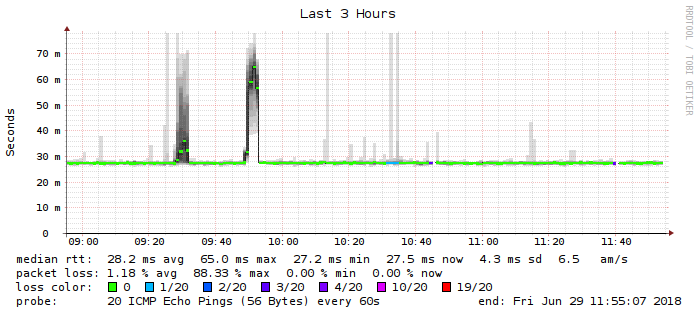 Last 3 Hours
RRDTOOL / TOBI OETIKER
Seconds
70 m
60 m
50 m
40 m
30 m
20 m
10 m
0
09:00 09:20 09:40 10:00 10:20 10:40 11:00 11:20 11:40
median rtt: 28.2 ms avg 65.0 ms max 27.2 ms min 27.5 ms now 4.3 ms sd 6.5 am/s
packet loss: 1.18 % avg 88.33 % max 0.00 % min 0.00 % now
loss color: 0 1/20 2/20 3/20 4/20 10/20 19/20
probe: 20 ICMP Echo Pings (56 Bytes) every 60s end: Fri Jun 29 11:55:07 2018